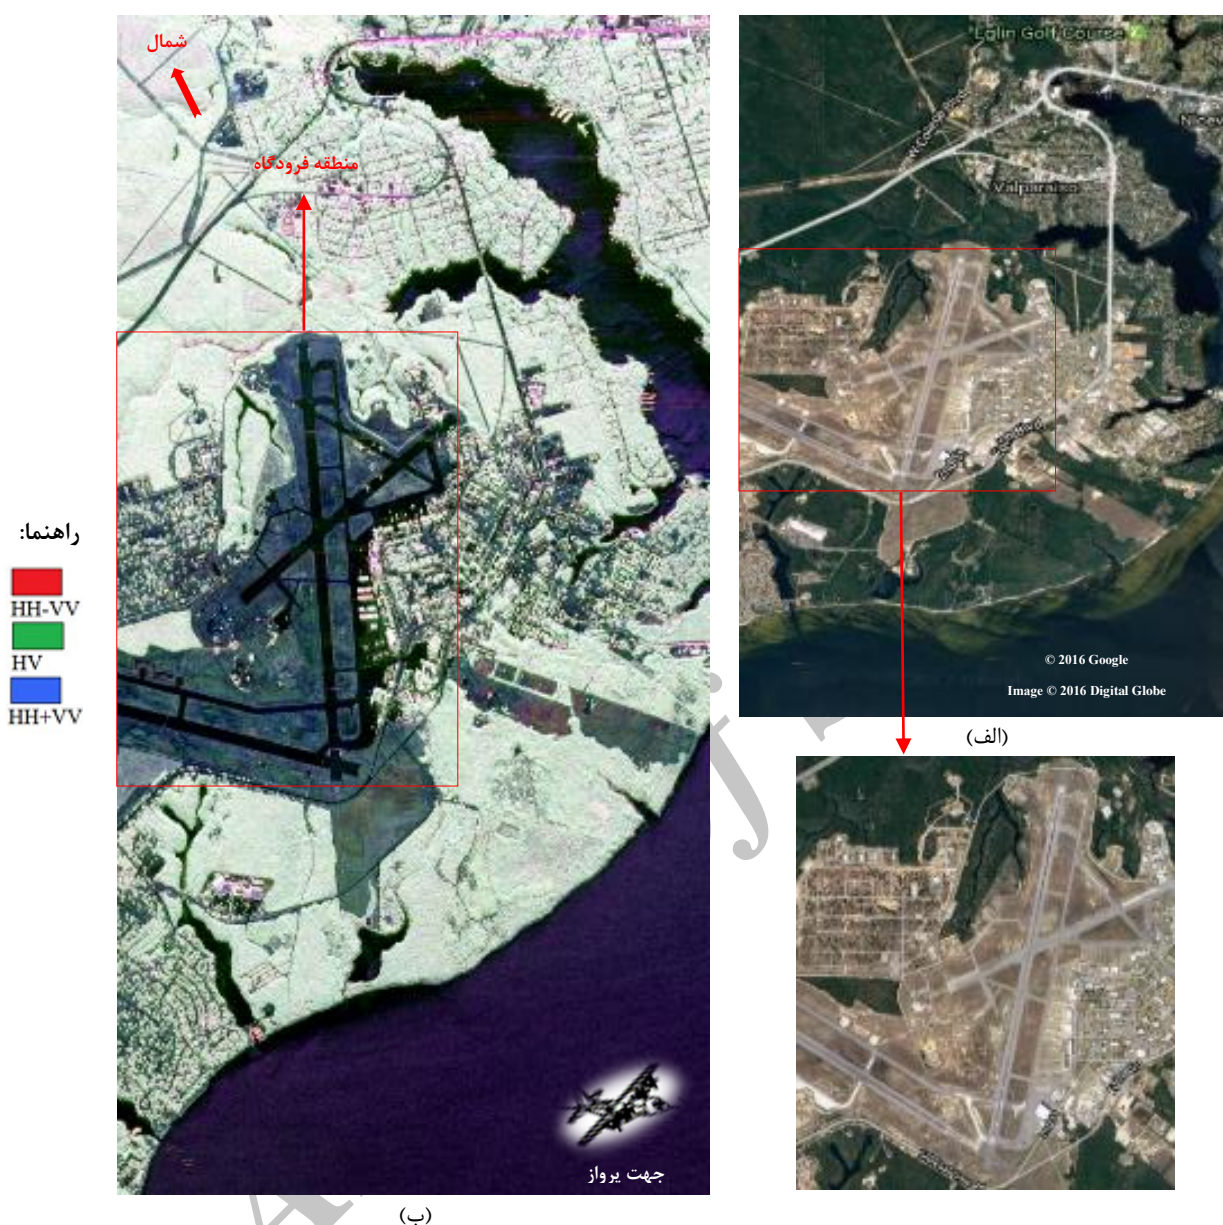 شمال
منطقه فرودگاه
راهنما:
HH-VV
HV
HH+VV
جهت پرواز
(ب)
Eglin Golf Course
Valparaiso
© 2016 Google
Image © 2016 Digital Globe
(الف)